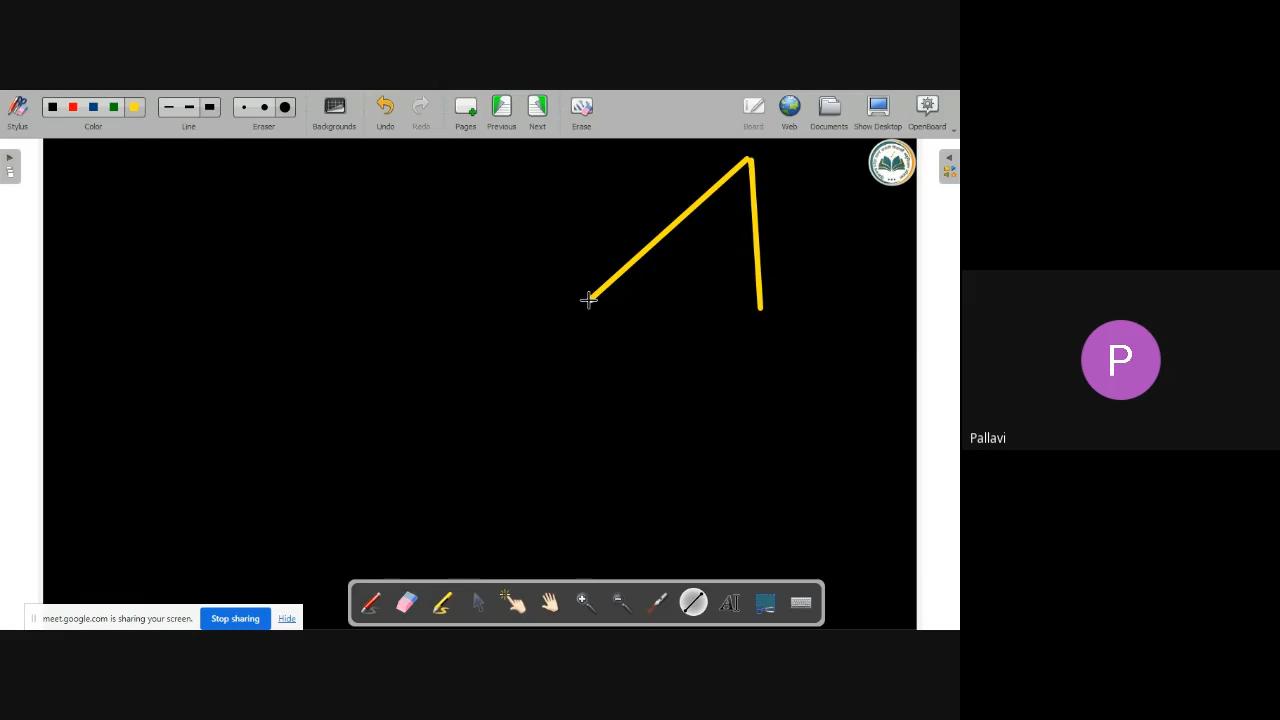 Stylus Color Line Eraser Backgrounds Undo Redo Pages Previous Next Erase Board Web Documents Show Desktop OpenBoard
P
Pallavi
AI
meet.google.com is sharing your screen. Stop sharing Hide